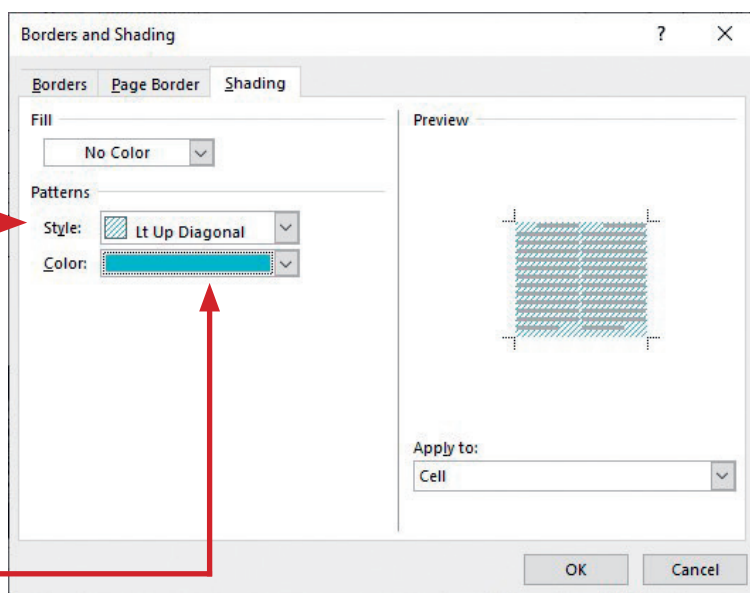 Borders and Shading ?
Borders Page Border Shading
Fill
No Color
Patterns
Style: Lt Up Diagonal
Color:
Preview
Apply to:
Cell
OK Cancel